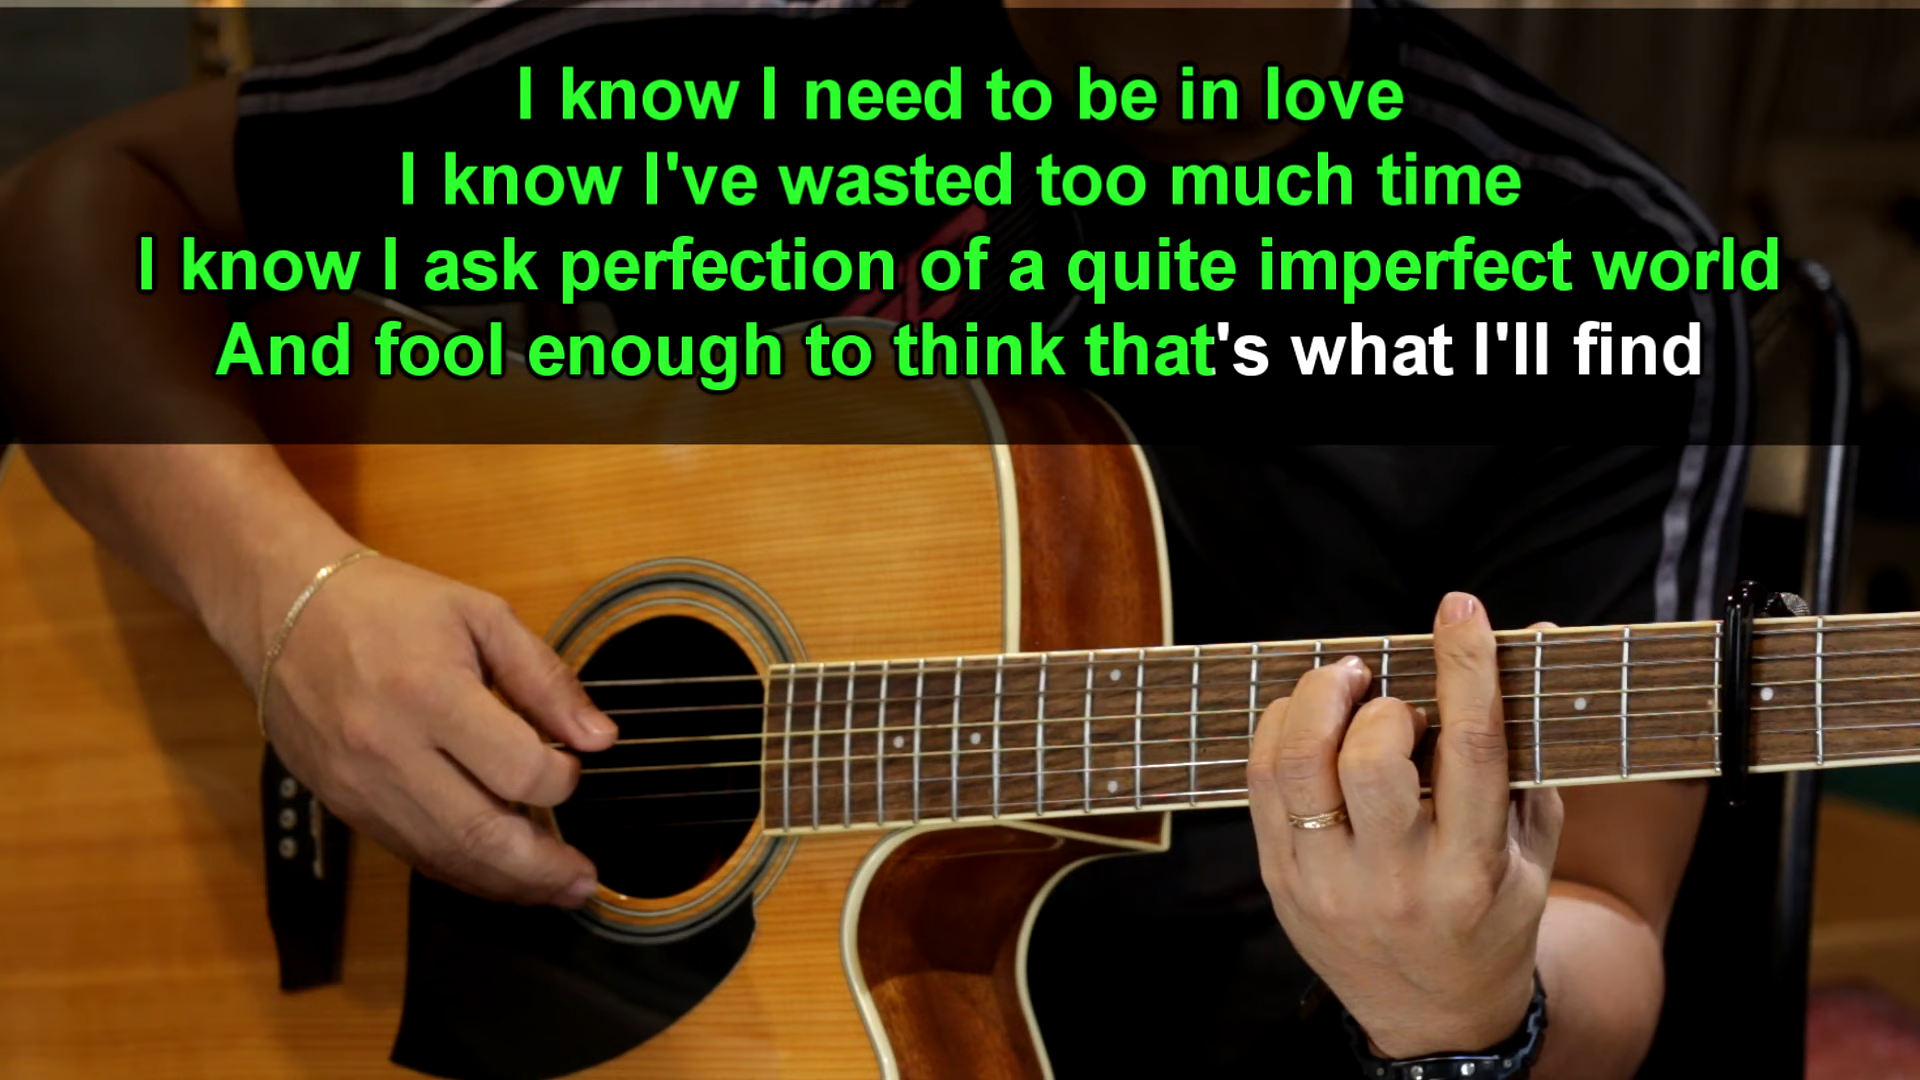 I know I need to be in love
I know I've wasted too much time
I know I ask perfection of a quite imperfect world
And fool enough to think that's what I'll find